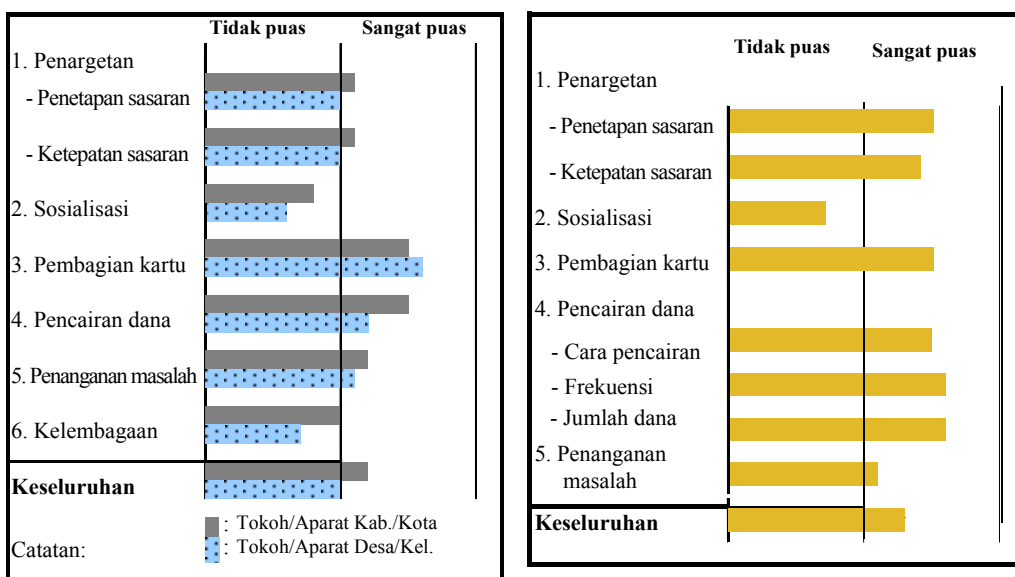 Tidak puas Sangat puas
1. Penargetan
- Penetapan sasaran
- Ketepatan sasaran
2. Sosialisasi
3. Pembagian kartu
4. Pencairan dana
5. Penanganan masalah
6. Kelembagaan
Keseluruhan
Catatan:
: Tokoh/Aparat Kab./Kota
: Tokoh/Aparat Desa/Kel.
Tidak puas Sangat puas
1. Penargetan
- Penetapan sasaran
- Ketepatan sasaran
2. Sosialisasi
3. Pembagian kartu
4. Pencairan dana
- Cara pencairan
- Frekuensi
- Jumlah dana
5. Penanganan
masalah
Keseluruhan